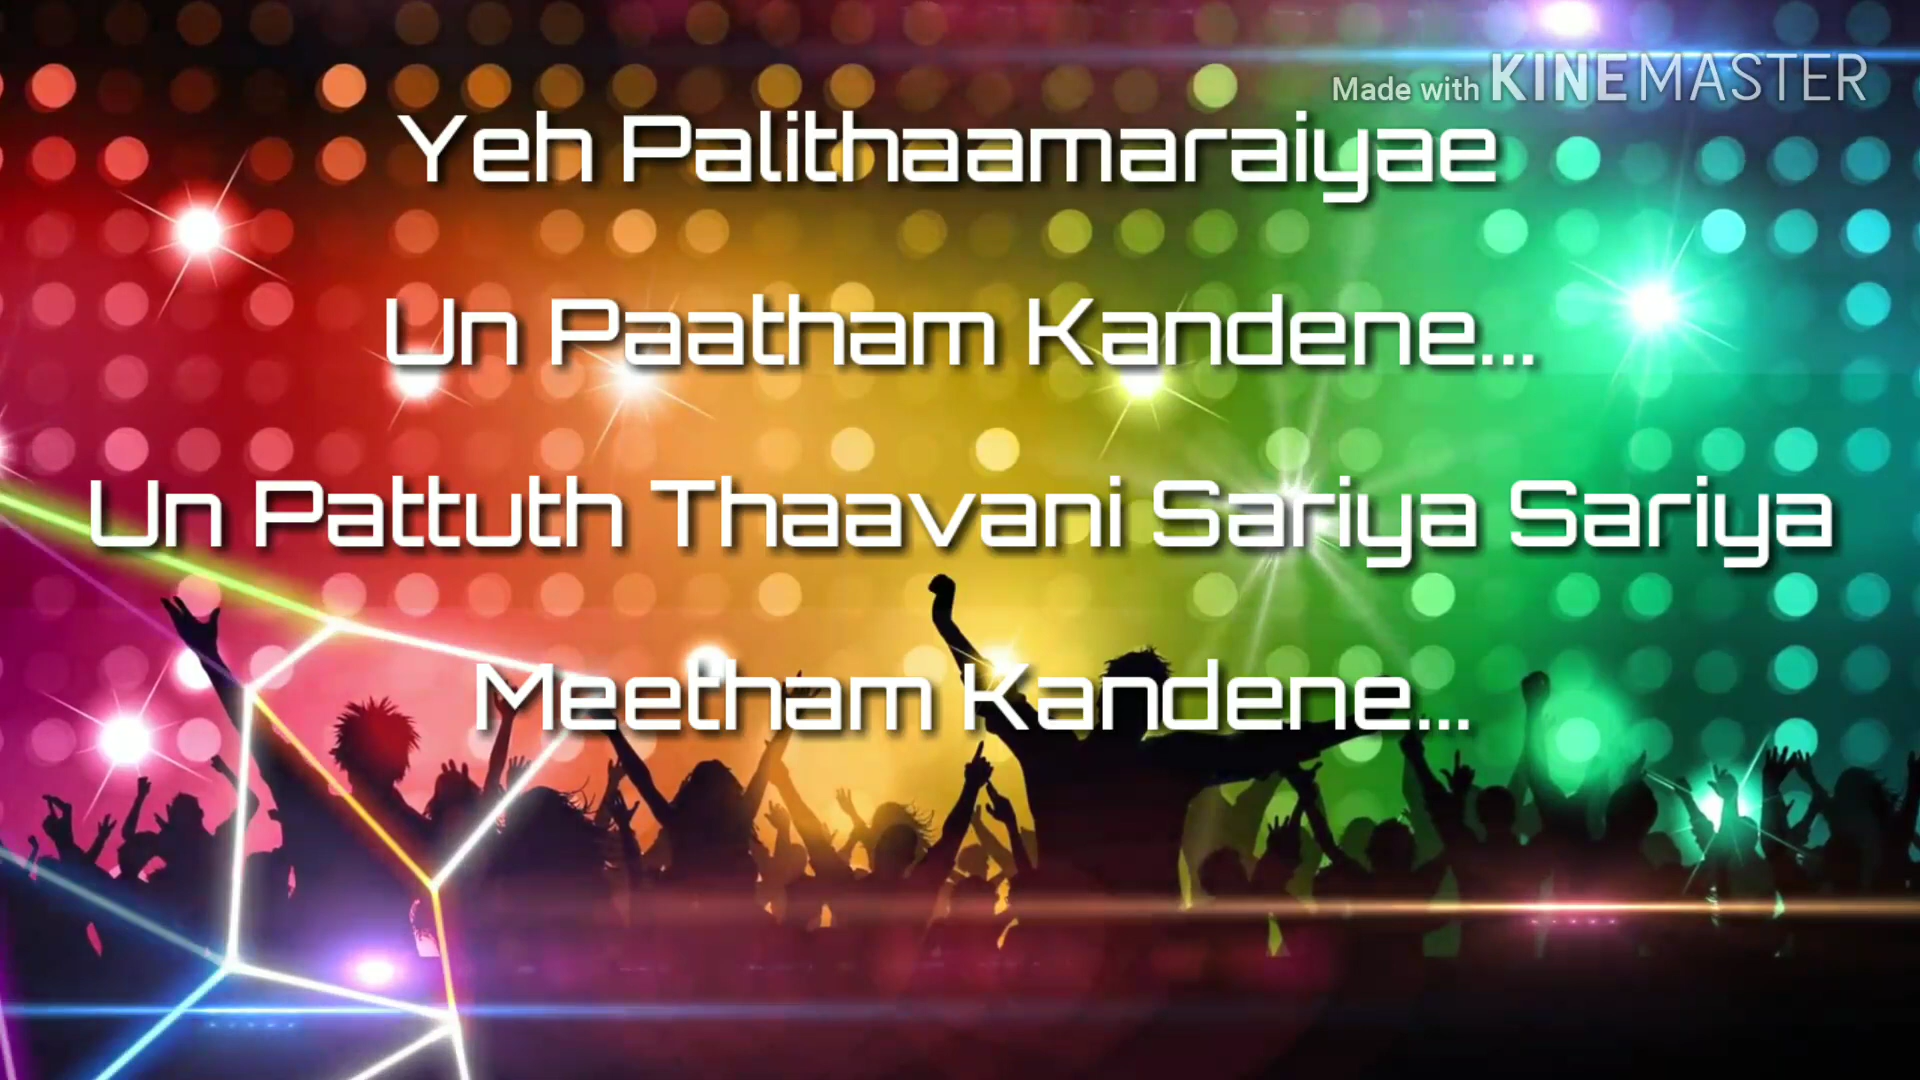 Made with KINEMASTER
Yeh Palithaamaraiyae
Un Paatham Kandene...
Un Pattuth Thaavani Sariya Sariya
Meetham Kandene...